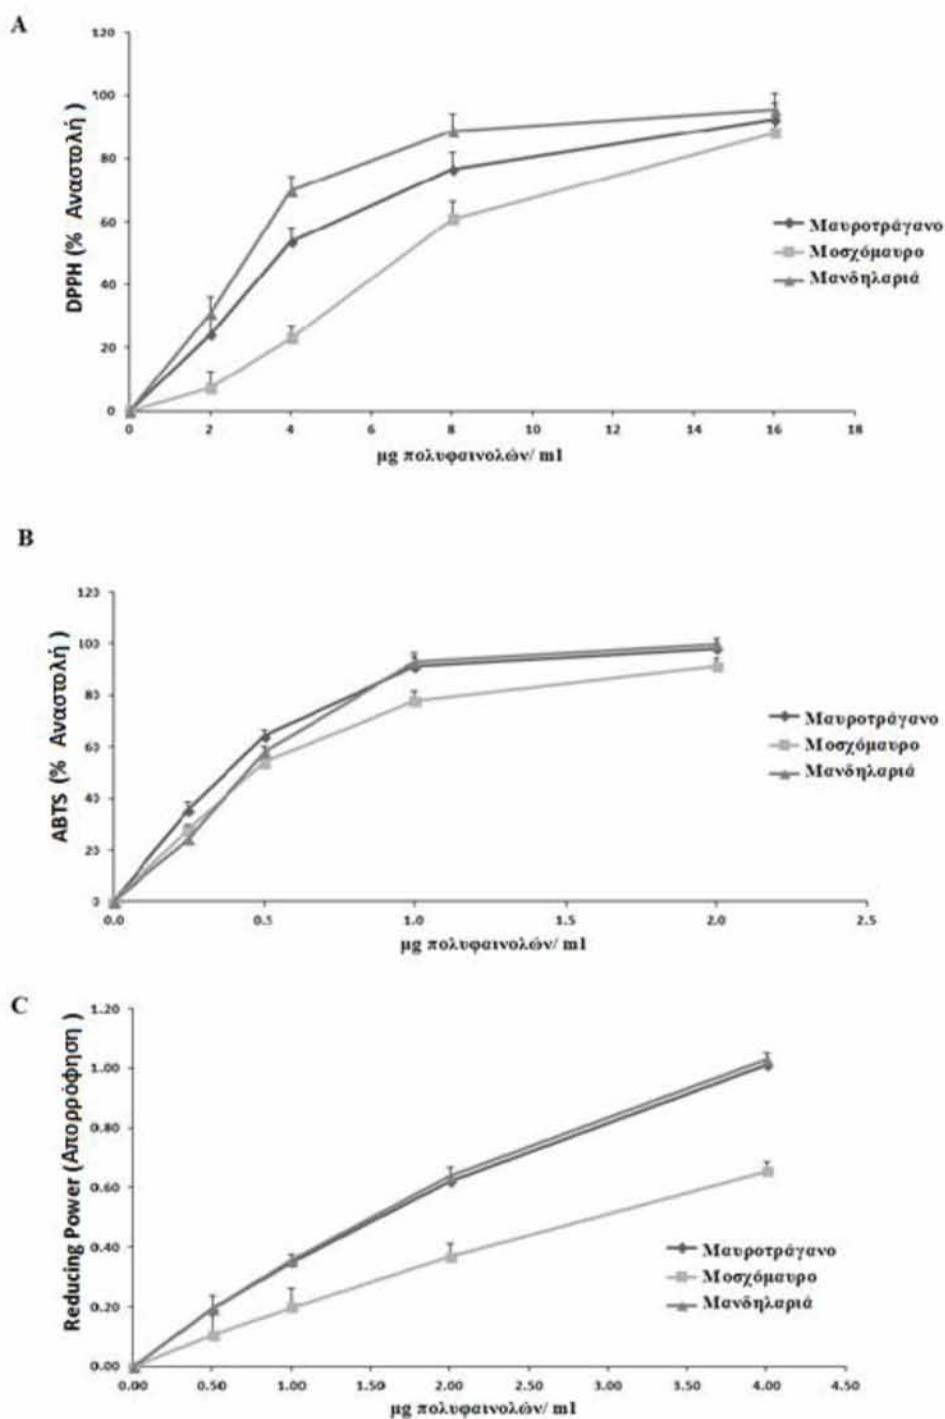 A
DPPH (% Αναστολή )
120
100
80
60
40
20
0
0 2 4 6 8 10 12 14 16 18
μg πολυφαινολών/ ml
Μαυροτράγανο
Μοσχόμαυρο
Μανδηλαριά
B
ABTS (% Αναστολή )
120
100
80
60
40
20
0
0.0 0.5 1.0 1.5 2.0 2.5
μg πολυφαινολών/ ml
Μαυροτράγανο
Μοσχόμαυρο
Μανδηλαριά
C
Reducing Power (Απορρόφηση )
1.20
1.00
0.80
0.60
0.40
0.20
0.00
0.00 0.50 1.00 1.50 2.00 2.50 3.00 3.50 4.00 4.50
μg πολυφαινολών/ ml
Μαυροτράγανο
Μοσχόμαυρο
Μανδηλαριά